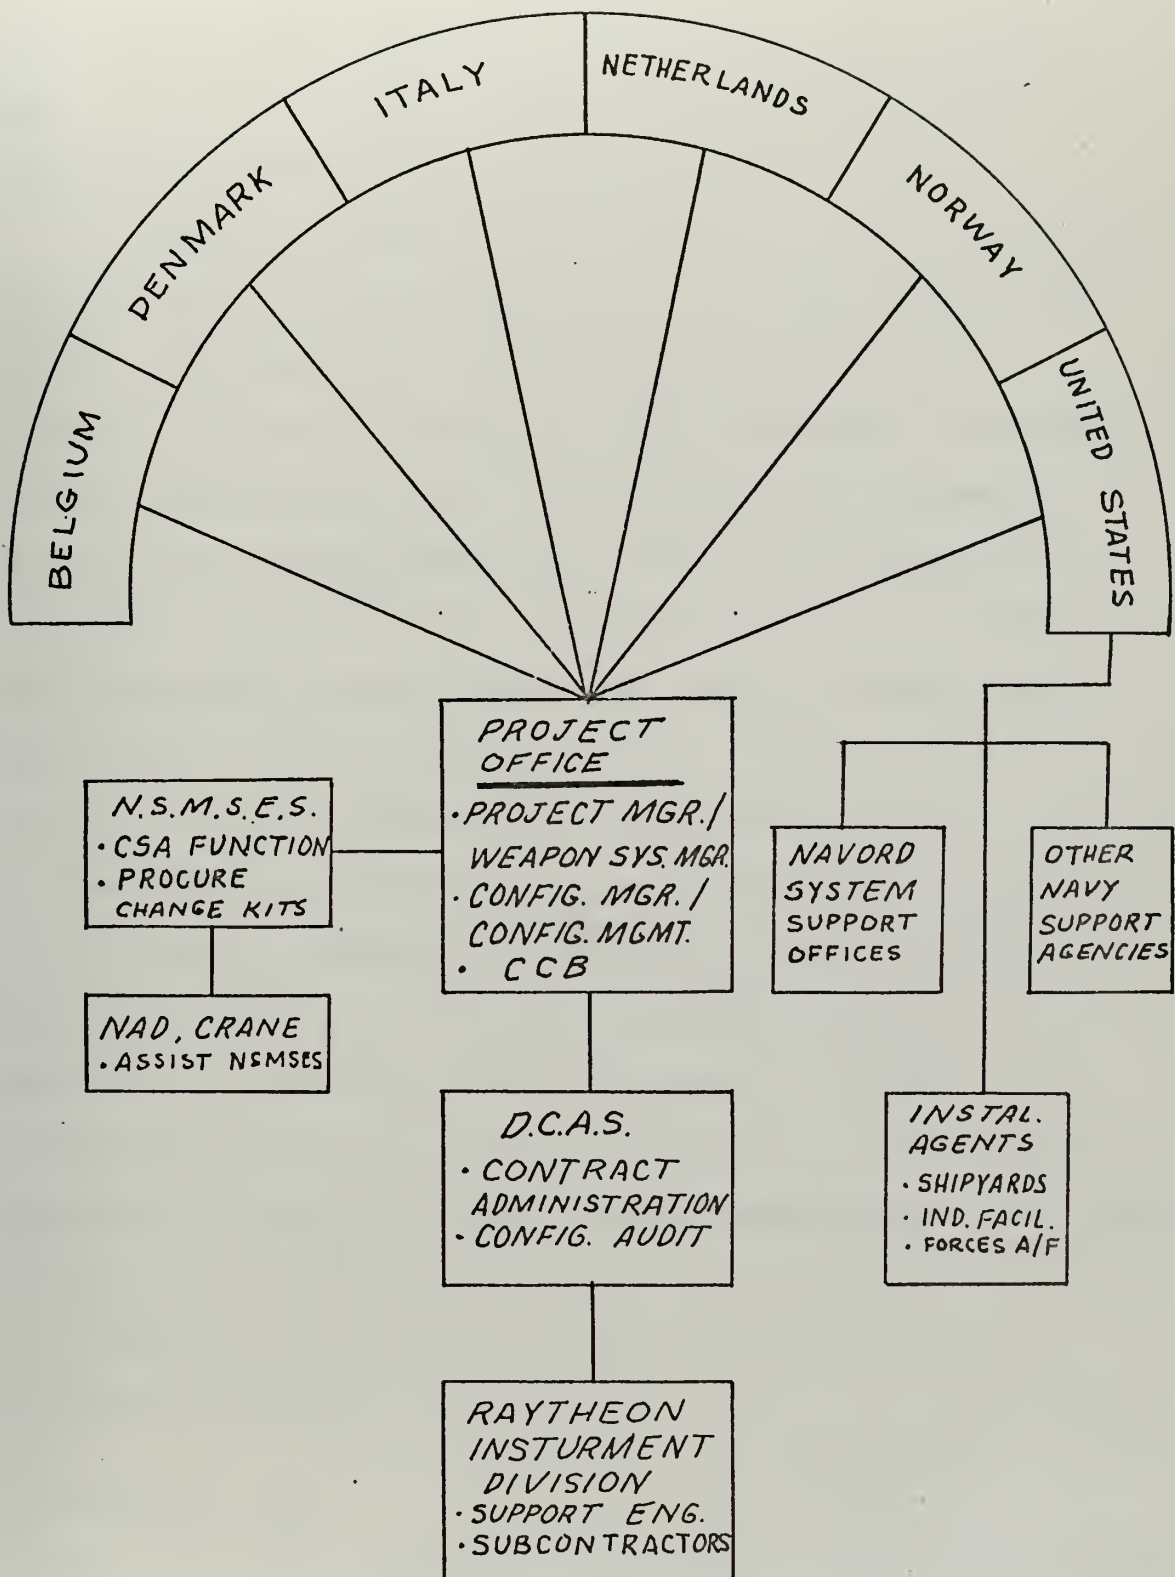 BELGIUM
DENMARK
ITALY
NETHERLANDS
NORWAY
UNITED STATES
PROJECT
OFFICE
• PROJECT MGR./
WEAPON SYS. MGR.
• CONFIG. MGR./
CONFIG. MGMT.
• CCB
N.S.M.S.E.S.
• CSA FUNCTION
• PROCURE
CHANGE KITS
NAD, CRANE
• ASSIST NSMSES
NAVORD
SYSTEM
SUPPORT
OFFICES
OTHER
NAVY
SUPPORT
AGENCIES
D.C.A.S.
• CONTRACT
ADMINISTRATION
• CONFIG. AUDIT
INSTAL.
AGENTS
• SHIPYARDS
• IND. FACIL.
• FORCES A/F
RAYTHEON
INSTURMENT
DIVISION
• SUPPORT ENG.
• SUBCONTRACTORS